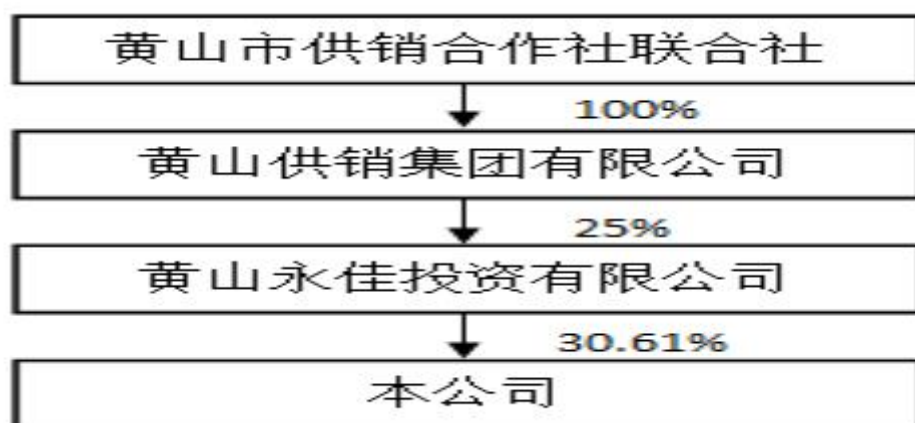 黄山市供销合作社联合社
100%
黄山供销集团有限公司
25%
黄山永佳投资有限公司
30.61%
本公司